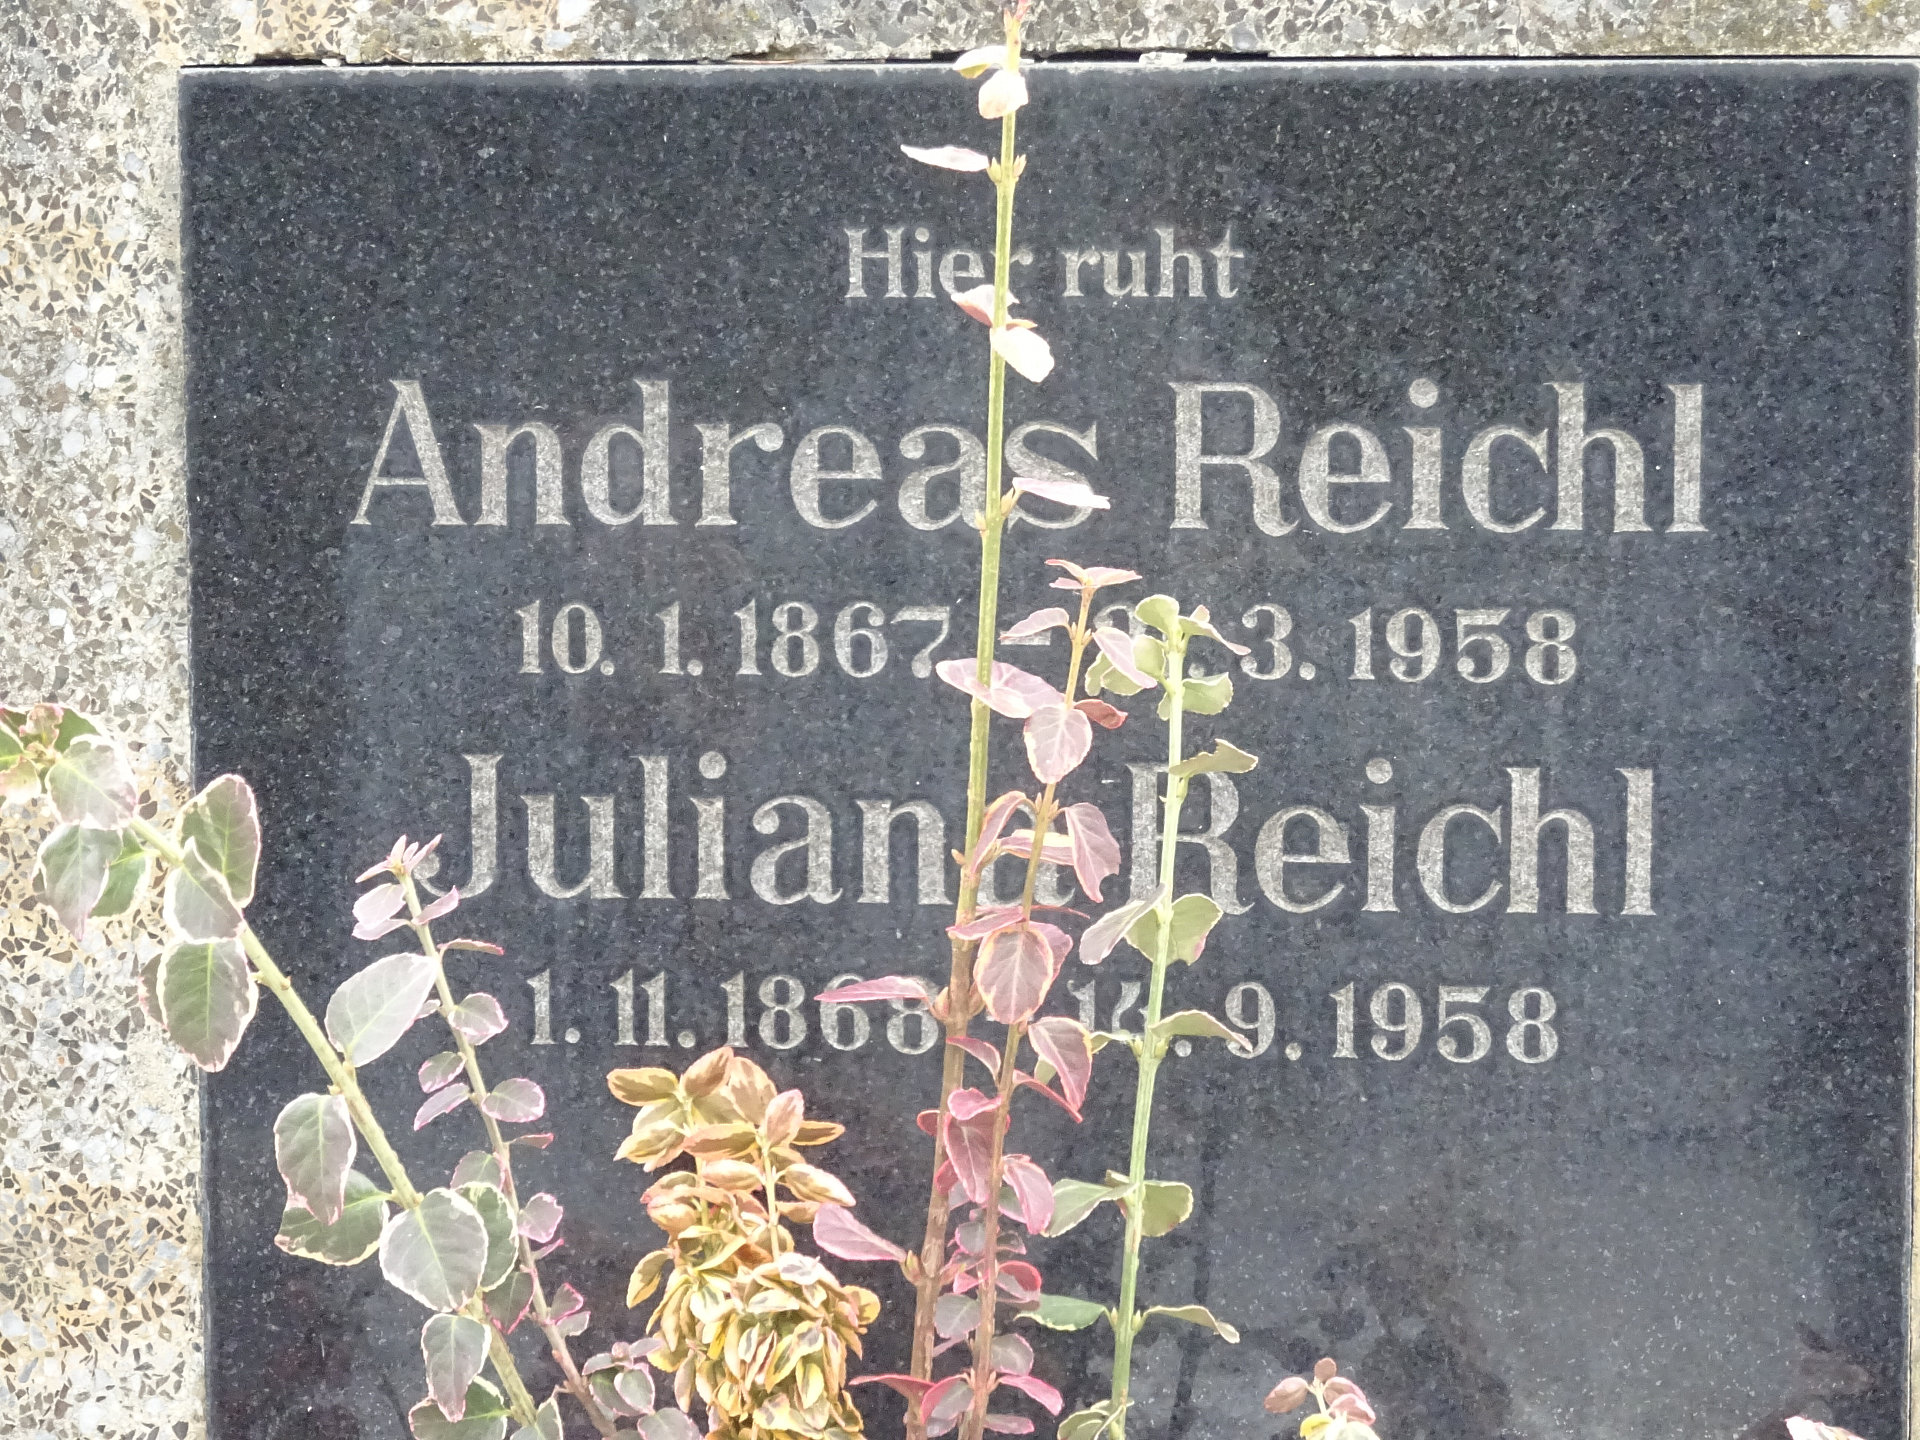 Hier ruht
Andreas Reichl
10. 1. 1867 - . 3. 1958
Juliana Reichl
1. 11. 1868 . 9. 1958